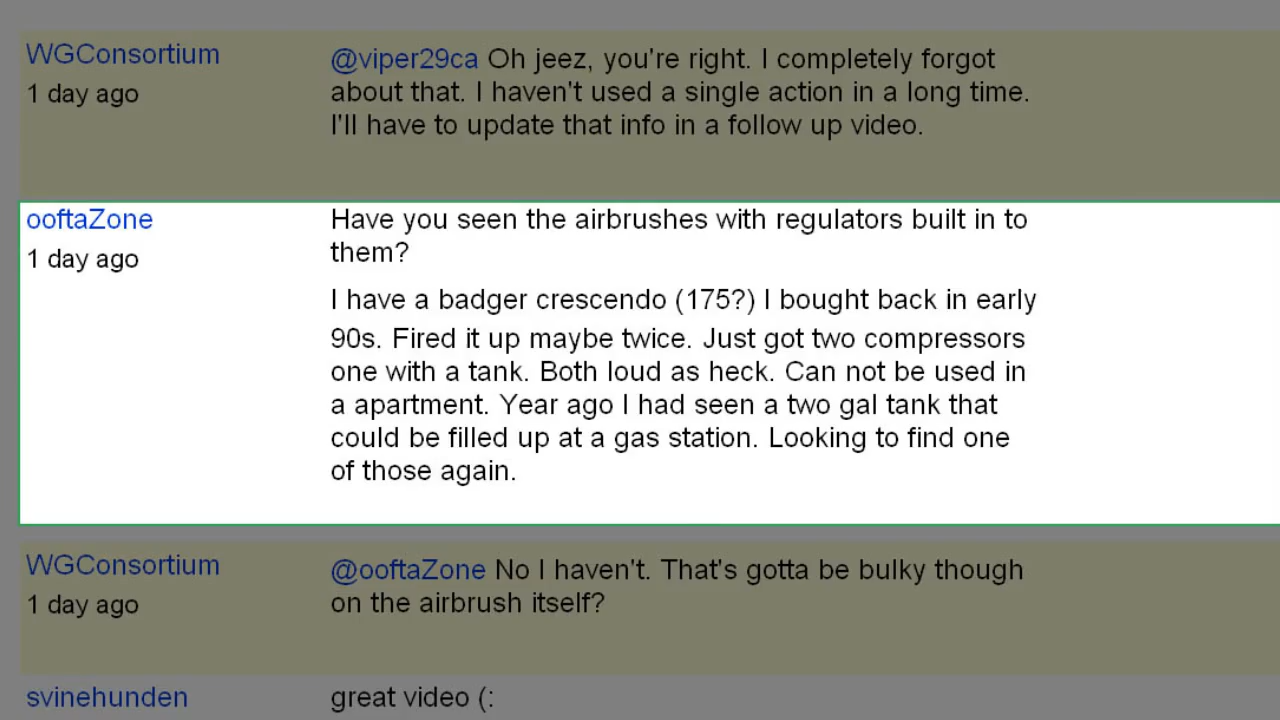 WGConsortium
1 day ago
@viper29ca Oh jeez, you're right. I completely forgot
about that. I haven't used a single action in a long time.
I'll have to update that info in a follow up video.
ooftaZone
1 day ago
Have you seen the airbrushes with regulators built in to
them?
I have a badger crescendo (175?) I bought back in early
90s. Fired it up maybe twice. Just got two compressors
one with a tank. Both loud as heck. Can not be used in
a apartment. Year ago I had seen a two gal tank that
could be filled up at a gas station. Looking to find one
of those again.
WGConsortium
1 day ago
@ooftaZone No I haven't. That's gotta be bulky though
on the airbrush itself?
svinehunden
great video (: